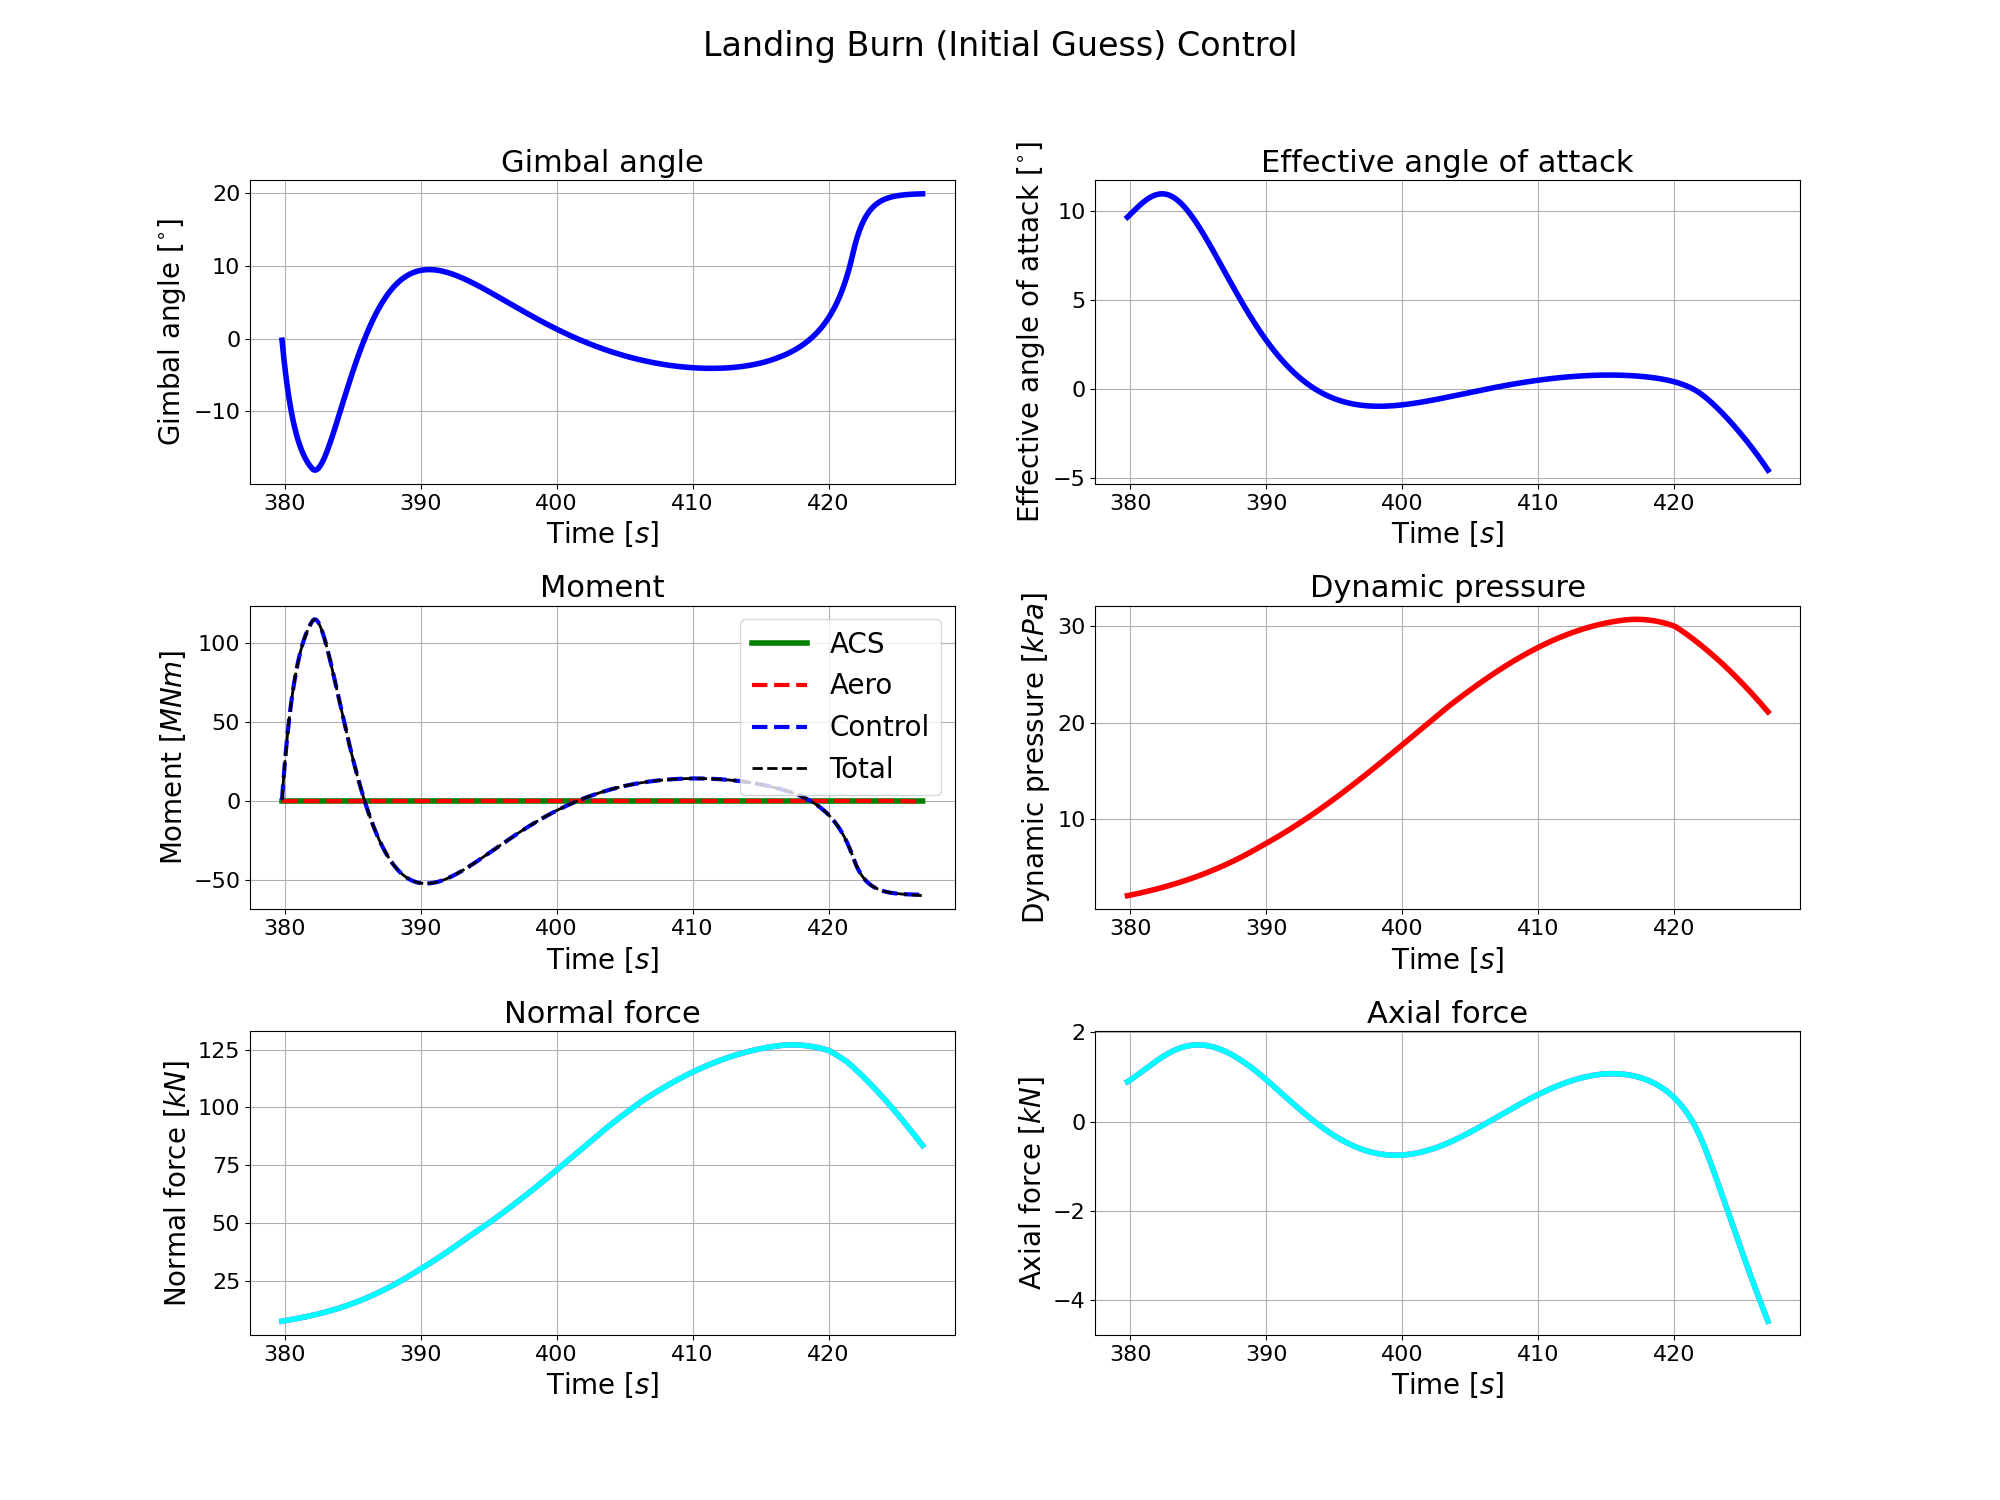 Landing Burn (Initial Guess) Control
Gimbal angle
Gimbal angle [°]
20
10
0
−10
380 390 400 410 420
Time [s]
Effective angle of attack
Effective angle of attack [°]
10
5
0
−5
380 390 400 410 420
Time [s]
Moment
Moment [MNm]
100
50
0
−50
ACS
Aero
Control
Total
380 390 400 410 420
Time [s]
Dynamic pressure
Dynamic pressure [kPa]
30
20
10
380 390 400 410 420
Time [s]
Normal force
Normal force [kN]
125
100
75
50
25
380 390 400 410 420
Time [s]
Axial force
Axial force [kN]
2
0
−2
−4
380 390 400 410 420
Time [s]